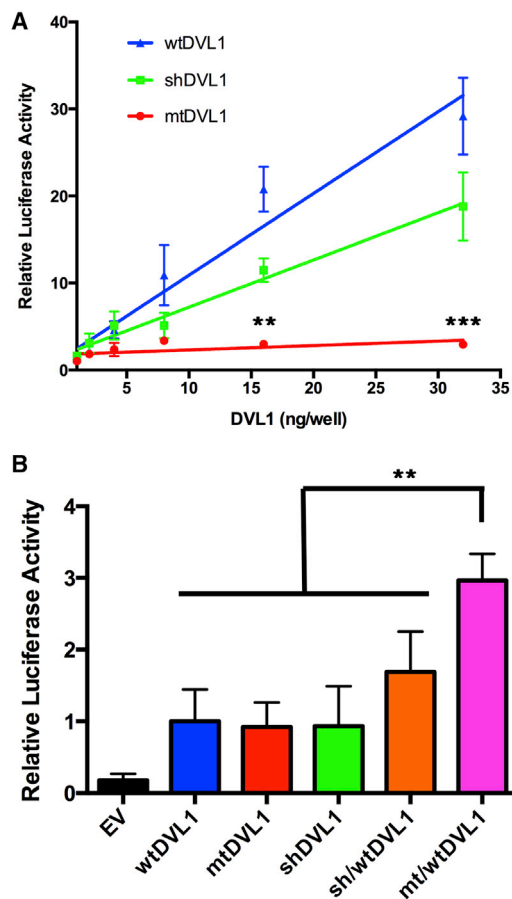 A
40
30
20
10
0
Relative Luciferase Activity
wtDVL1
shDVL1
mtDVL1
**
***
5
10
15
20
25
30
35
DVL1 (ng/well)
B
4
3
2
1
0
Relative Luciferase Activity
**
EV
wtDVL1
mtDVL1
shDVL1
sh/wtDVL1
mt/wtDVL1